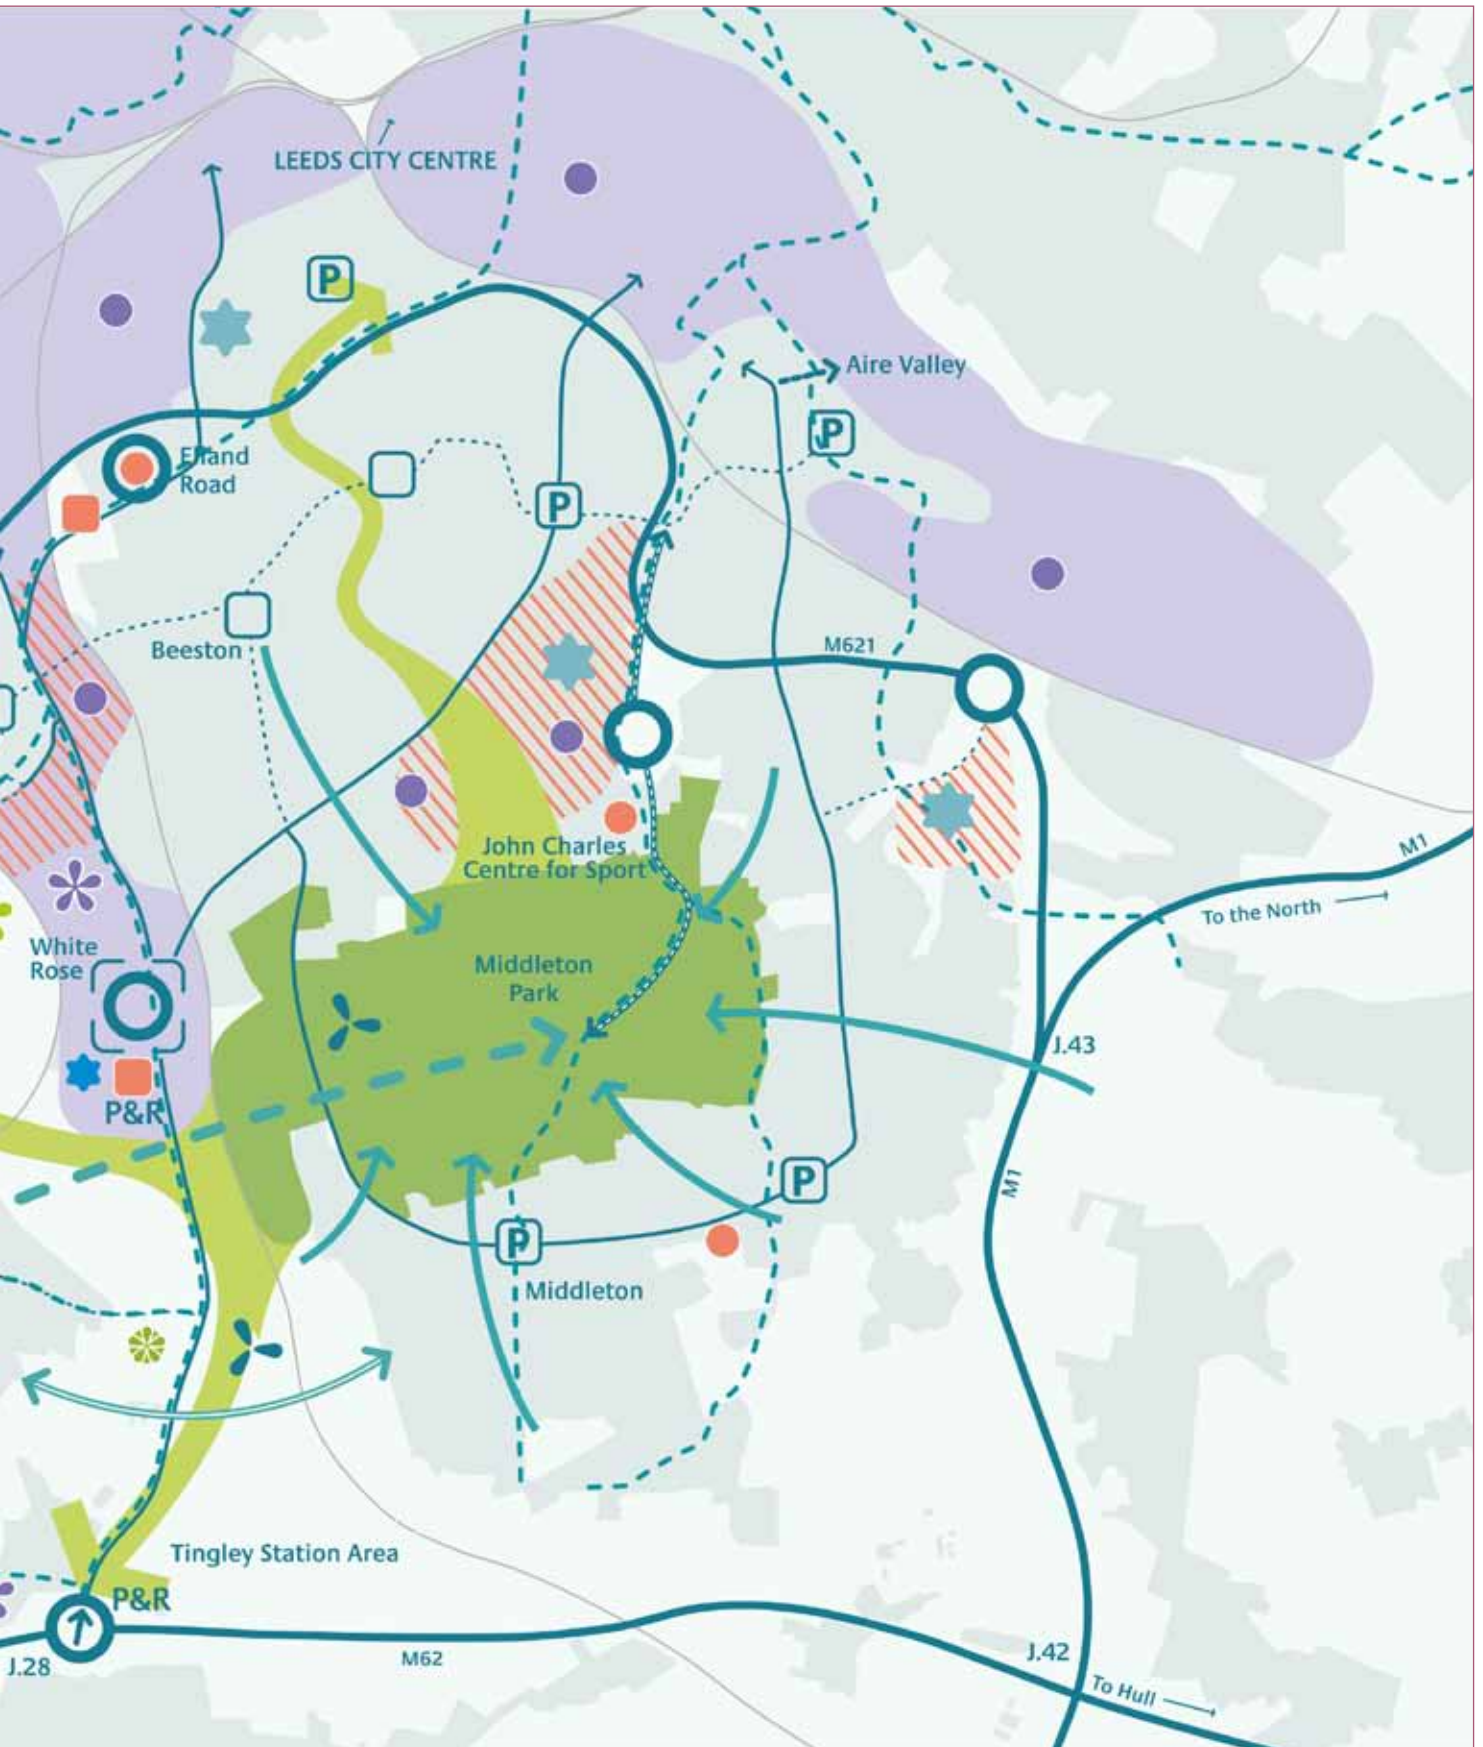 LEEDS CITY CENTRE
P
Aire Valley
P
Elland
Road
P
Beeston
M621
John Charles
Centre for Sport
M1
To the North
White
Rose
Middleton
Park
J.43
P&R
M1
P
P
Middleton
Tingley Station Area
P&R
J.28
M62
J.42
To Hull